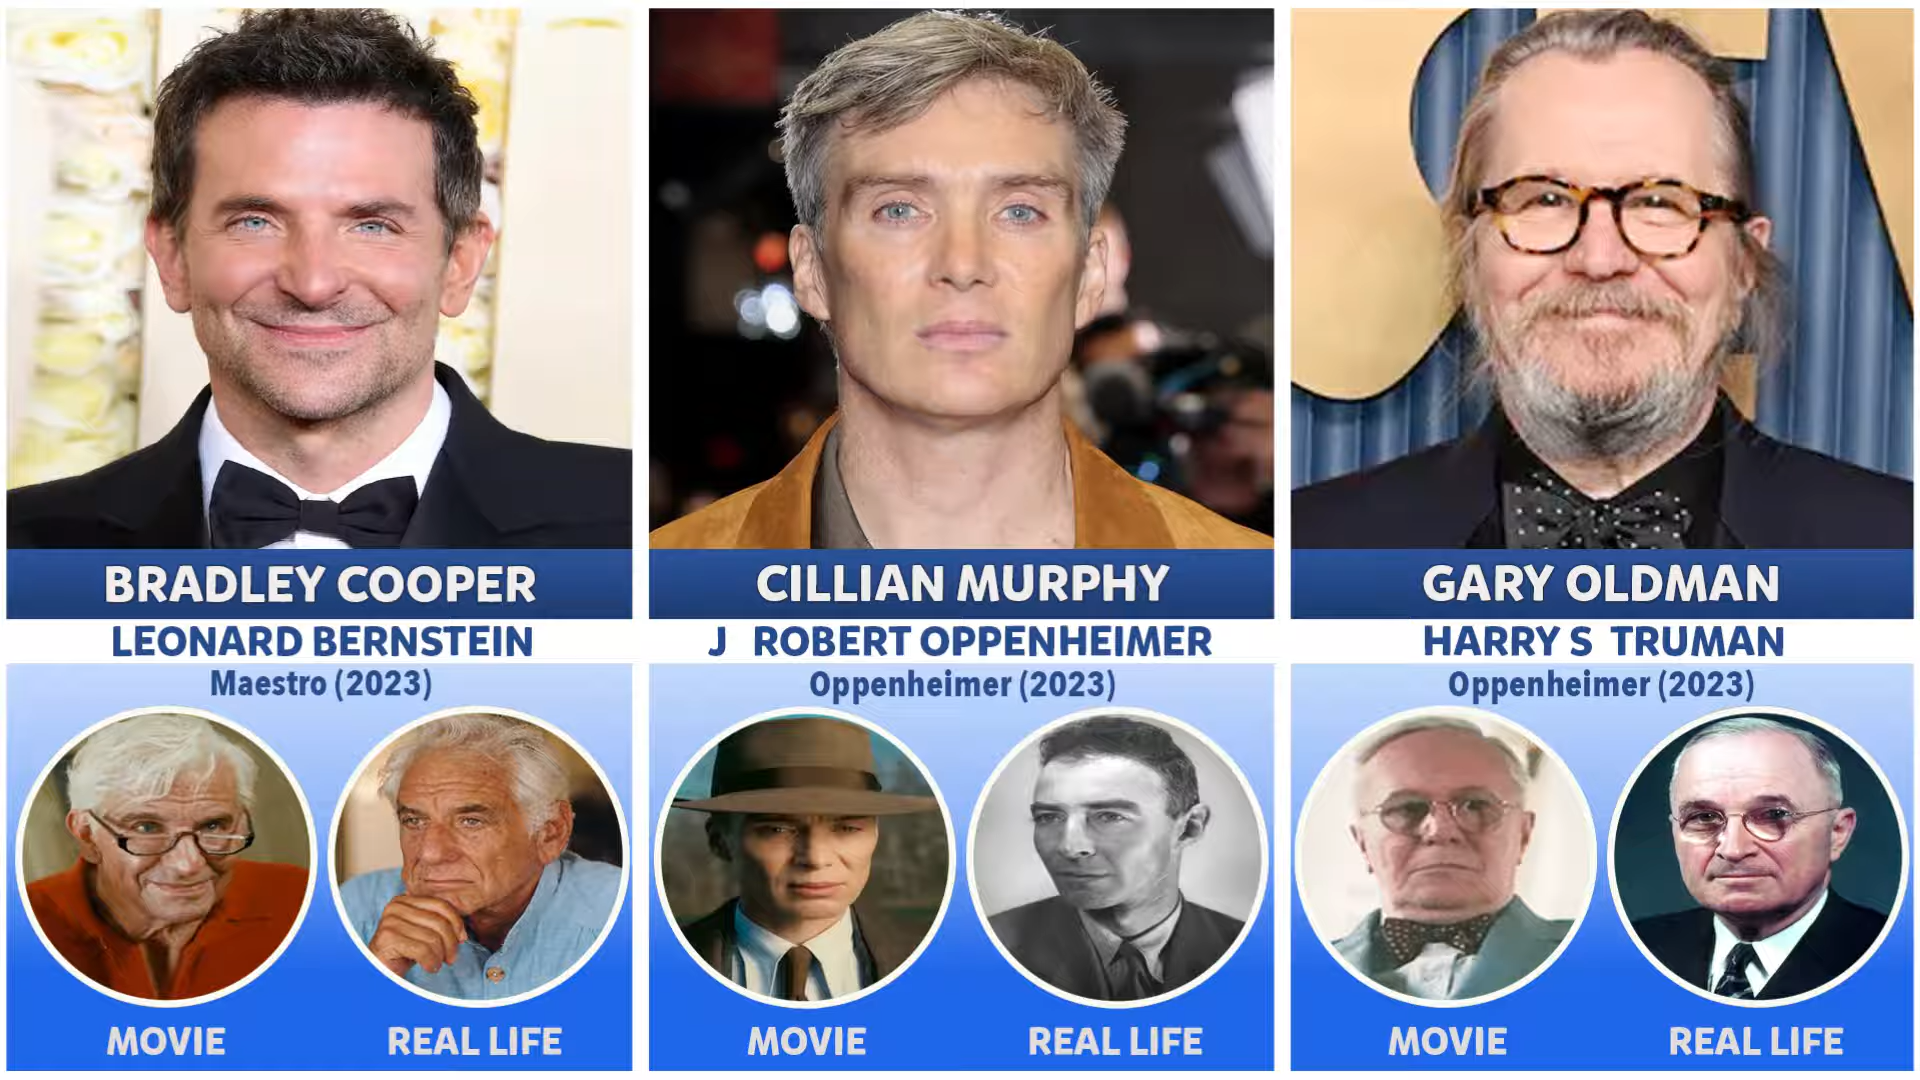 BRADLEY COOPER
LEONARD BERNSTEIN
Maestro (2023)
MOVIE
REAL LIFE
CILLIAN MURPHY
J ROBERT OPPENHEIMER
Oppenheimer (2023)
MOVIE
REAL LIFE
GARY OLDMAN
HARRY S TRUMAN
Oppenheimer (2023)
MOVIE
REAL LIFE